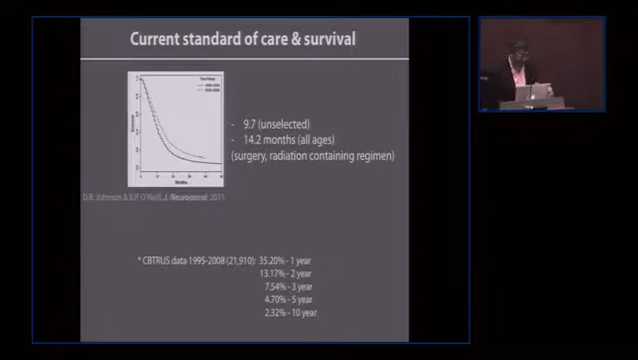 Current standard of care & survival
- 9.7 (unselected)
- 14.2 months (all ages)
(surgery, radiation containing regimen)
Months
D.R. Johnson & B.P. O'Neill, J. Neurooncol. 2011
* CBTRUS data 1995-2008 (21,910): 35.20% - 1 year
13.17% - 2 year
7.54% - 3 year
4.70% - 5 year
2.32% - 10 year